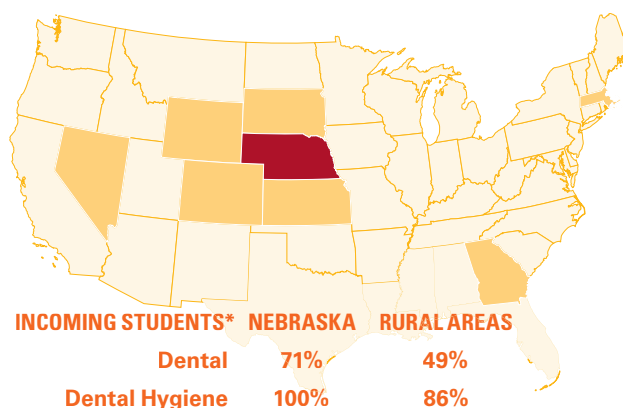 INCOMING STUDENTS* NEBRASKA RURAL AREAS
Dental 71% 49%
Dental Hygiene 100% 86%